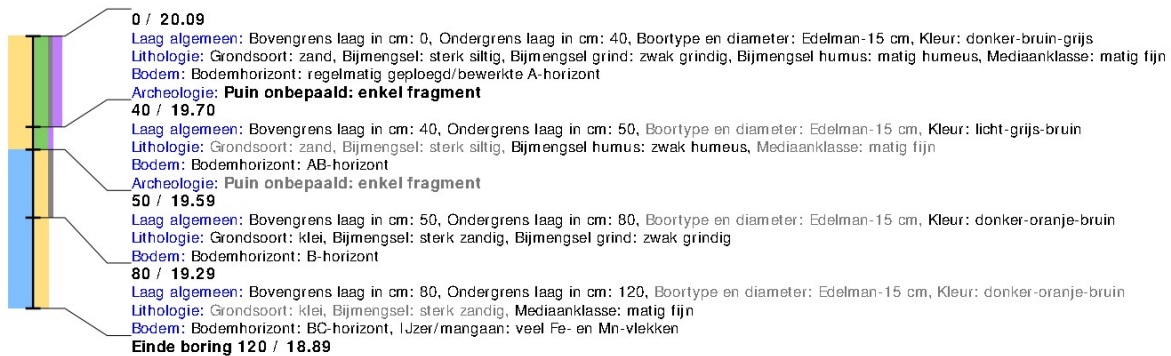 0 / 20.09
Laag algemeen: Bovengrens laag in cm: 0, Ondergrens laag in cm: 40, Boortype en diameter: Edelman-15 cm, Kleur: donker-bruin-grijs
Lithologie: Grondsoort: zand, Bijmengsel: sterk siltig, Bijmengsel grind: zwak grindig, Bijmengsel humus: matig humeus, Mediaanklasse: matig fijn
Bodem: Bodemhorizont: regelmatig geploegd/bewerkte A-horizont
Archeologie: Puin onbepaald: enkel fragment
40 / 19.70
Laag algemeen: Bovengrens laag in cm: 40, Ondergrens laag in cm: 50, Boortype en diameter: Edelman-15 cm, Kleur: licht-grijs-bruin
Lithologie: Grondsoort: zand, Bijmengsel: sterk siltig, Bijmengsel humus: zwak humeus, Mediaanklasse: matig fijn
Bodem: Bodemhorizont: AB-horizont
Archeologie: Puin onbepaald: enkel fragment
50 / 19.59
Laag algemeen: Bovengrens laag in cm: 50, Ondergrens laag in cm: 80, Boortype en diameter: Edelman-15 cm, Kleur: donker-oranje-bruin
Lithologie: Grondsoort: klei, Bijmengsel: sterk zandig, Bijmengsel grind: zwak grindig
Bodem: Bodemhorizont: B-horizont
80 / 19.29
Laag algemeen: Bovengrens laag in cm: 80, Ondergrens laag in cm: 120, Boortype en diameter: Edelman-15 cm, Kleur: donker-oranje-bruin
Lithologie: Grondsoort: klei, Bijmengsel: sterk zandig, Mediaanklasse: matig fijn
Bodem: Bodemhorizont: BC-horizont, IJzer/mangaan: veel Fe- en Mn-vlekken
Einde boring 120 / 18.89